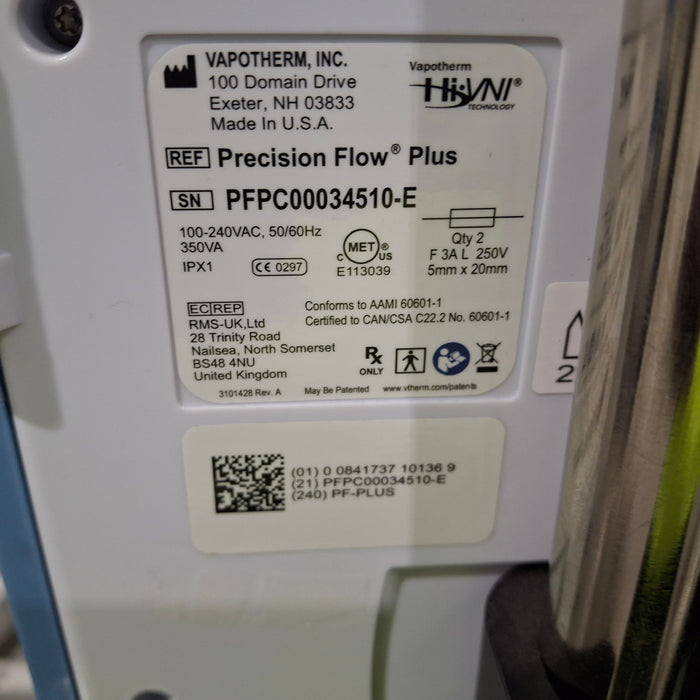 VAPOTHERM, INC.
100 Domain Drive
Exeter, NH 03833
Made In U.S.A.
Vapotherm
Hi-VNI®
TECHNOLOGY
REF Precision Flow® Plus
SN PFPC00034510-E
100-240VAC, 50/60Hz
350VA
IPX1
CE 0297
C MET ® US
E113039
Qty 2
F 3A L 250V
5mm x 20mm
EC REP
RMS-UK,Ltd
28 Trinity Road
Nailsea, North Somerset
BS48 4NU
United Kingdom
Conforms to AAMI 60601-1
Certified to CAN/CSA C22.2 No. 60601-1
Rx
ONLY
3101428 Rev. A
May Be Patented
www.vtherm.com/patents
2
(01) 0 0841737 10136 9
(21) PFPC00034510-E
(240) PF-PLUS